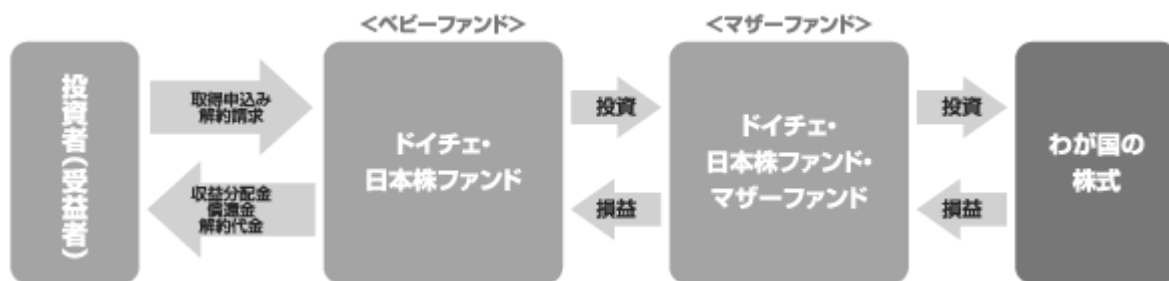 <ベビーファンド>
<マザーファンド>
投資者(受益者)
取得申込み
解約請求
収益分配金
償還金
解約代金
ドイチェ・
日本株ファンド
投資
損益
ドイチェ・
日本株ファンド・
マザーファンド
投資
損益
わが国の
株式